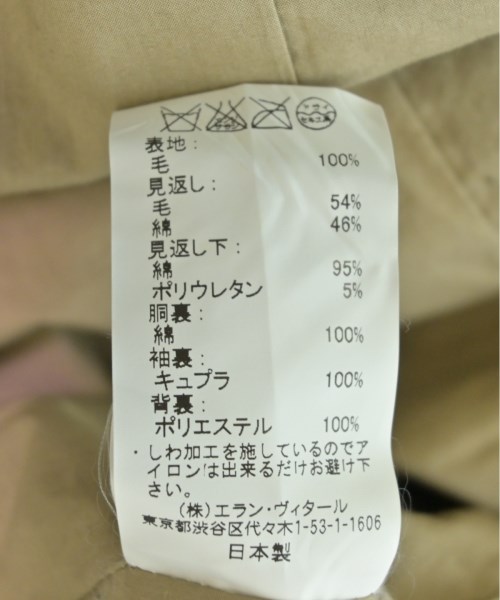 表地：
毛 100%
見返し：
毛 54%
綿 46%
見返し下：
綿 95%
ポリウレタン 5%
胴裏：
綿 100%
袖裏：
キュプラ 100%
背裏：
ポリエステル 100%
・しわ加工を施しているのでア
イロンは出来るだけお避け下
さい。
（株）エラン・ヴィタール
東京都渋谷区代々木1-53-1-1606
日本製